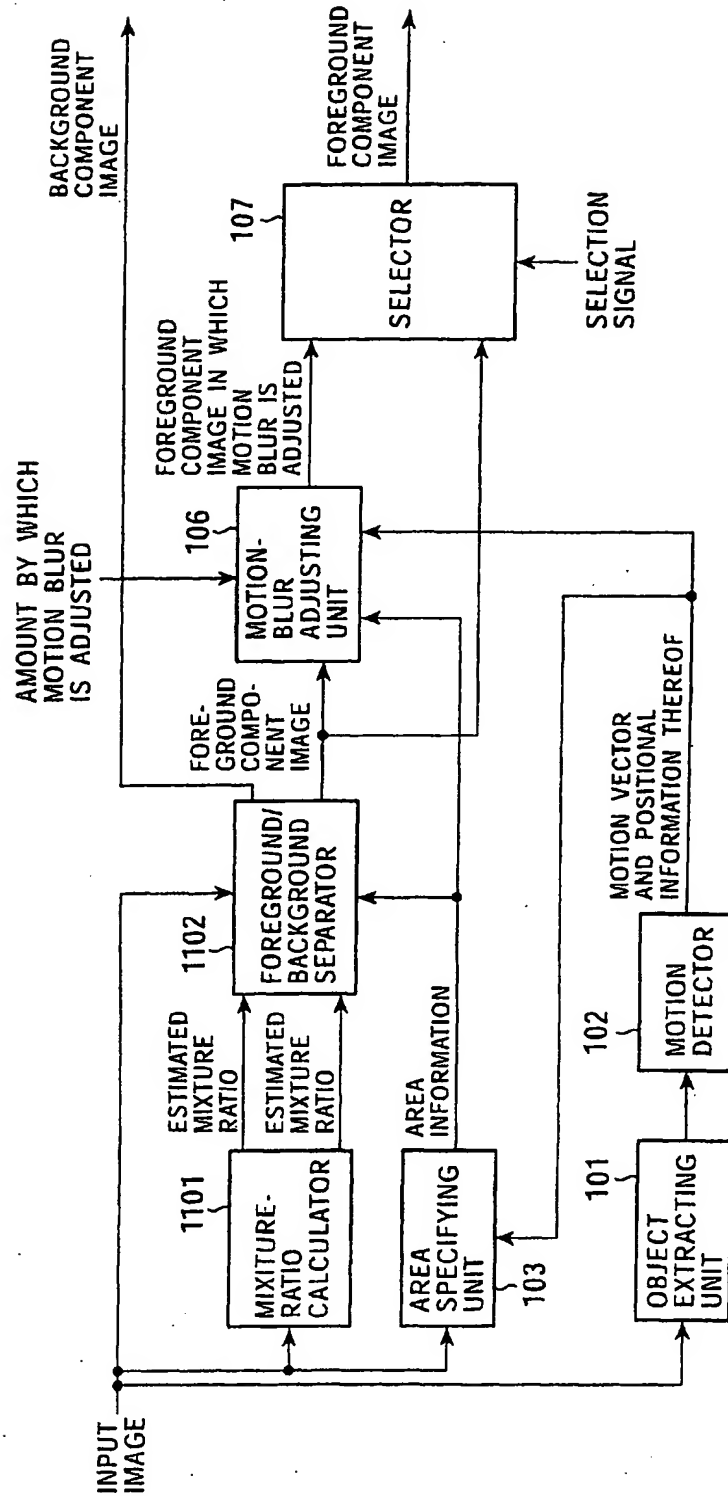 INPUT
IMAGE
1101
MIXITURE-
RATIO
CALCULATOR
ESTIMATED
MIXTURE
RATIO
ESTIMATED
MIXTURE
RATIO
1102
FOREGROUND/
BACKGROUND
SEPARATOR
BACKGROUND
COMPONENT
IMAGE
AMOUNT BY WHICH
MOTION BLUR
IS ADJUSTED
FORE-
GROUND
COMPO-
NENT
IMAGE
106
MOTION-
BLUR
ADJUSTING
UNIT
FOREGROUND
COMPONENT
IMAGE IN WHICH
MOTION
BLUR IS
ADJUSTED
107
SELECTOR
FOREGROUND
COMPONENT
IMAGE
SELECTION
SIGNAL
AREA
SPECIFYING
UNIT
103
AREA
INFORMATION
101
OBJECT
EXTRACTING
UNIT
102
MOTION
DETECTOR
MOTION VECTOR
AND POSITIONAL
INFORMATION THEREOF